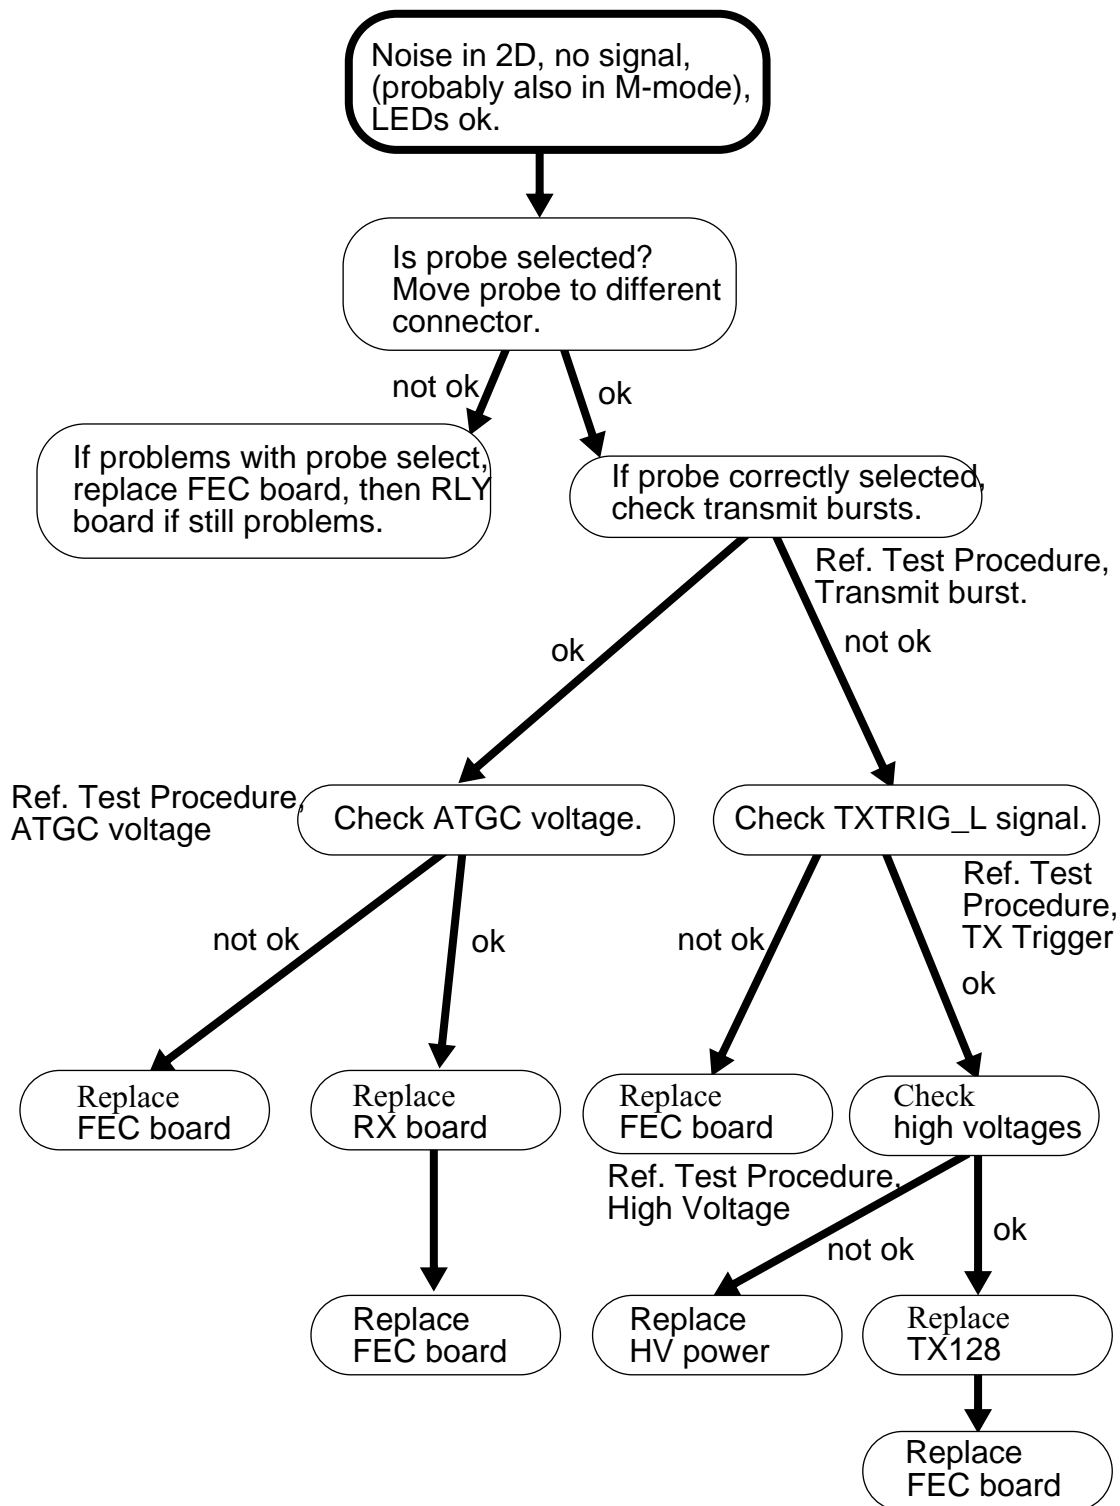 Noise in 2D, no signal,
(probably also in M-mode),
LEDs ok.
Is probe selected?
Move probe to different
connector.
not ok
ok
If problems with probe select,
replace FEC board, then RLY
board if still problems.
If probe correctly selected,
check transmit bursts.
Ref. Test Procedure,
Transmit burst.
ok
not ok
Ref. Test Procedure,
ATGC voltage
Check ATGC voltage.
Check TXTRIG_L signal.
Ref. Test
Procedure,
TX Trigger
not ok
ok
not ok
ok
Replace
FEC board
Replace
RX board
Replace
FEC board
Check
high voltages
Ref. Test Procedure,
High Voltage
not ok
ok
Replace
FEC board
Replace
HV power
Replace
TX128
Replace
FEC board